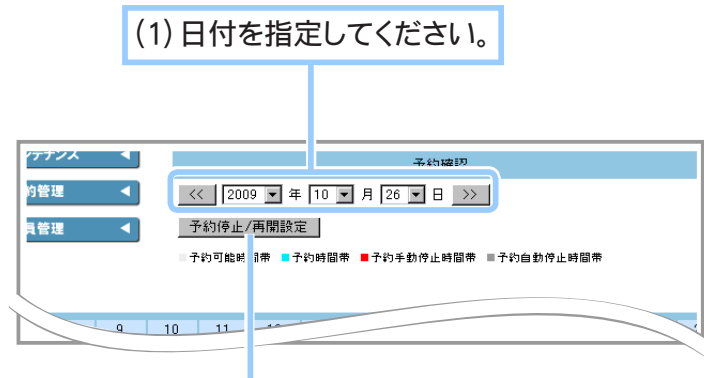 (1) 日付を指定してください。
予約確認
<< 2009 年 10 月 26 日 >>
予約停止/再開設定
予約可能時間帯 ■予約時間帯 ■予約手動停止時間帯 ■予約自動停止時間帯
ンテナンス ◀
約管理 ◀
員管理 ◀
9 10 11